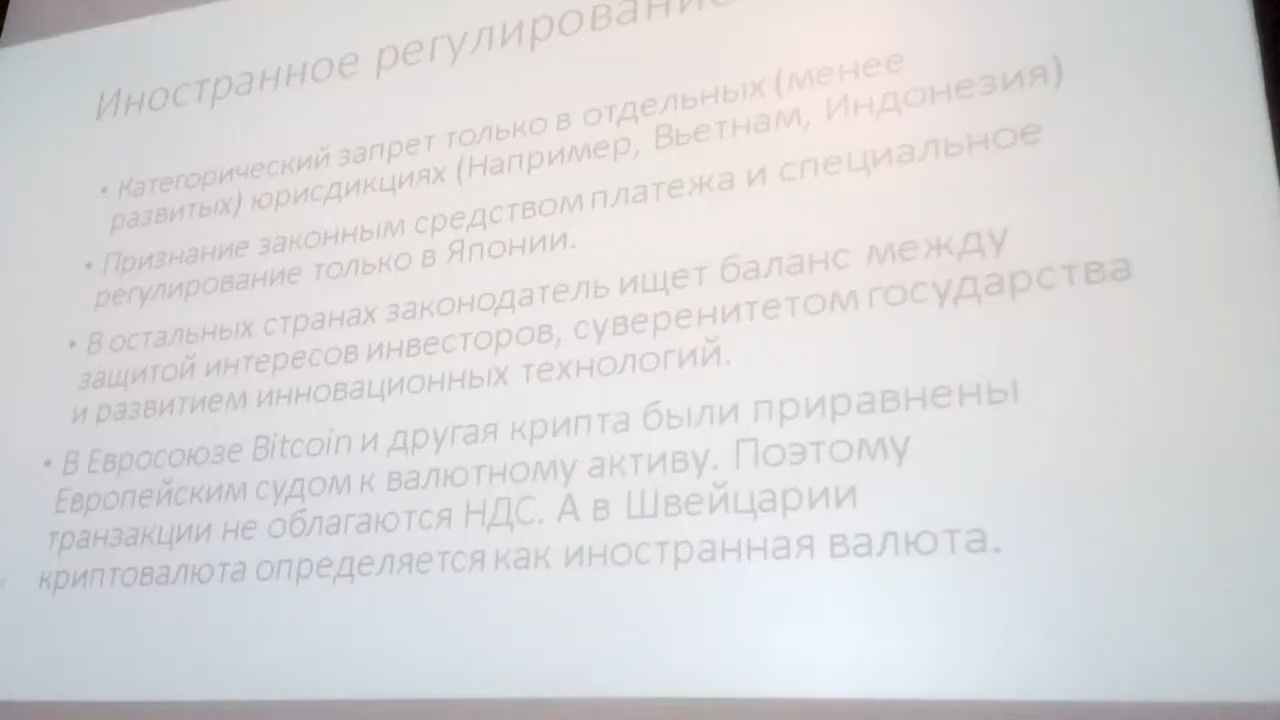 Иностранное регулирование
• Категорический запрет только в отдельных (менее
развитых) юрисдикциях (Например, Вьетнам, Индонезия)
• Признание законным средством платежа и специальное
регулирование только в Японии.
• В остальных странах законодатель ищет баланс между
защитой интересов инвесторов, суверенитетом государства
и развитием инновационных технологий.
• В Евросоюзе Bitcoin и другая крипта были приравнены
Европейским судом к валютному активу. Поэтому
транзакции не облагаются НДС. А в Швейцарии
криптовалюта определяется как иностранная валюта.